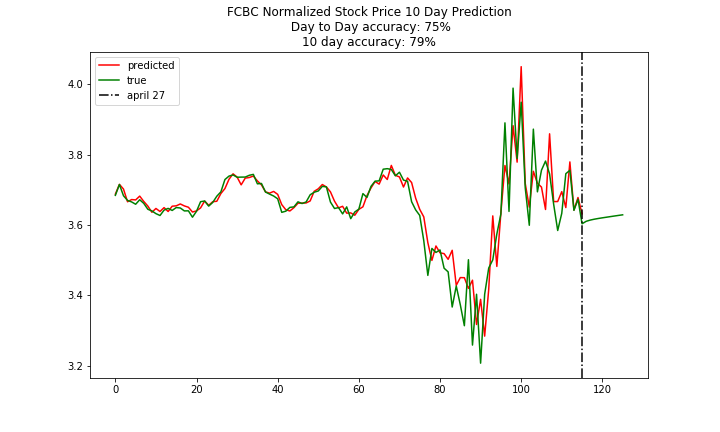 FCBC Normalized Stock Price 10 Day Prediction
Day to Day accuracy: 75%
10 day accuracy: 79%
predicted
true
april 27
4.0
3.8
3.6
3.4
3.2
0
20
40
60
80
100
120